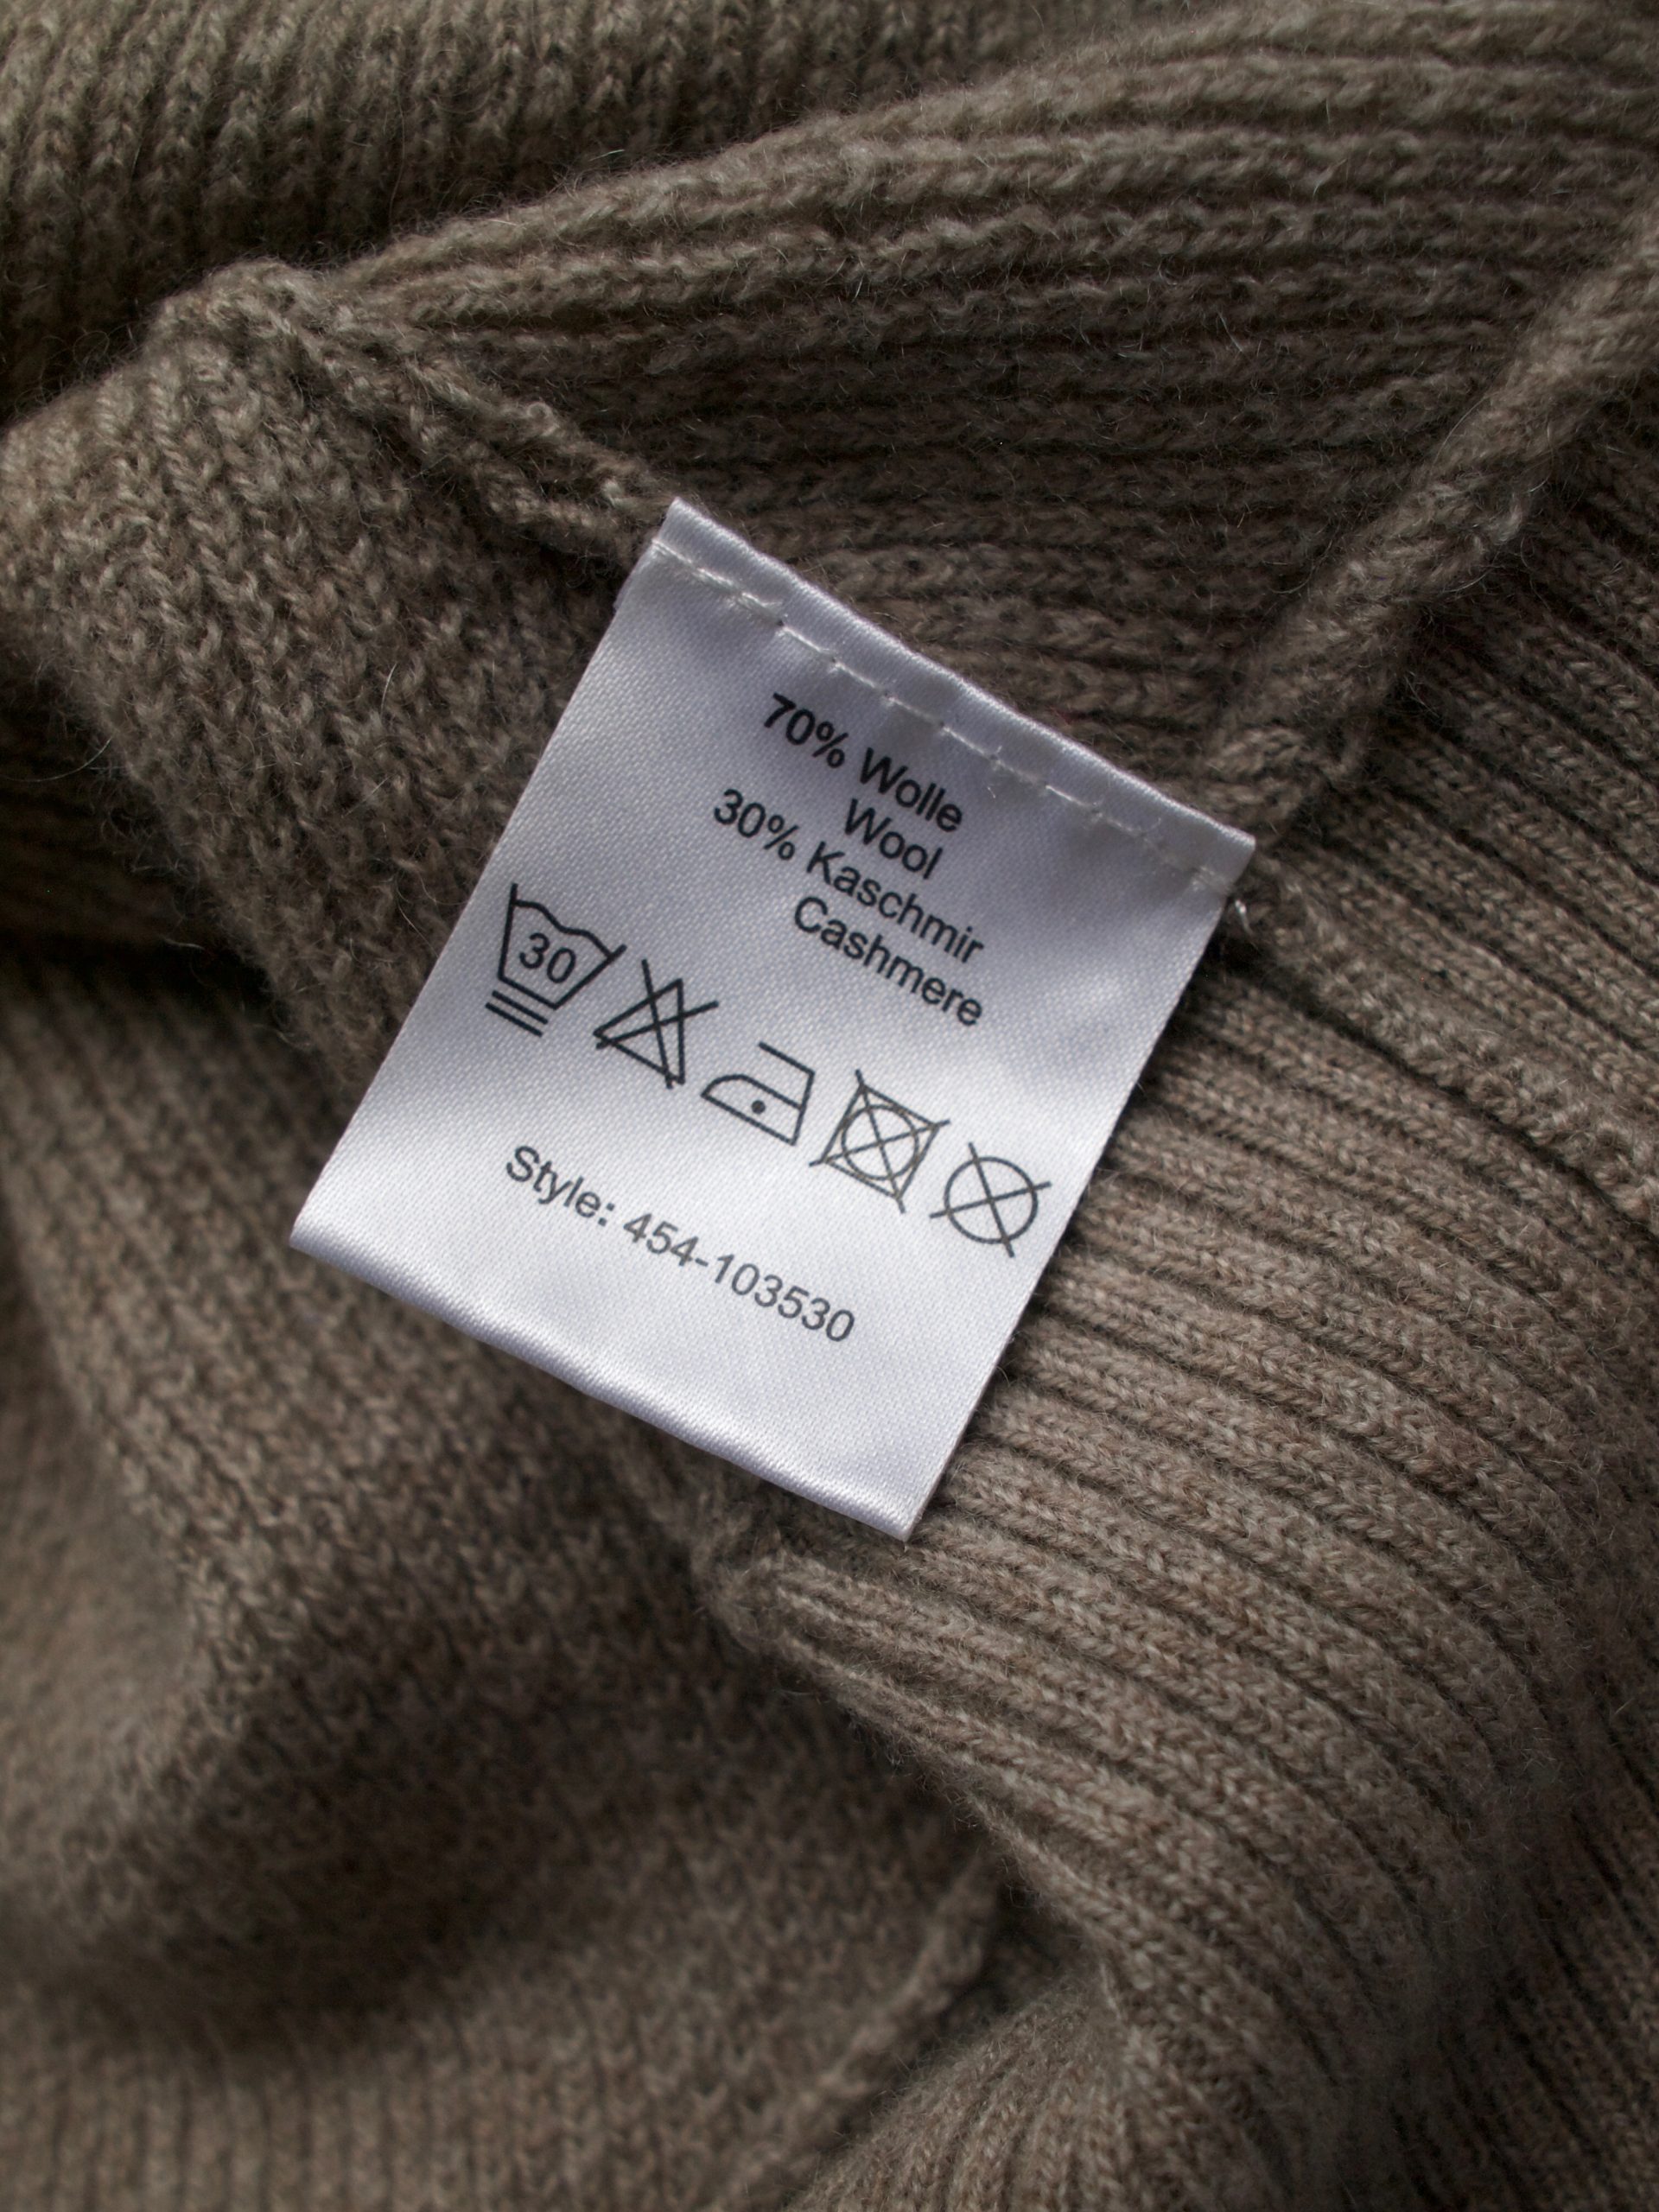 70% Wolle
Wool
30% Kaschmir
Cashmere
30
Style: 454-103530